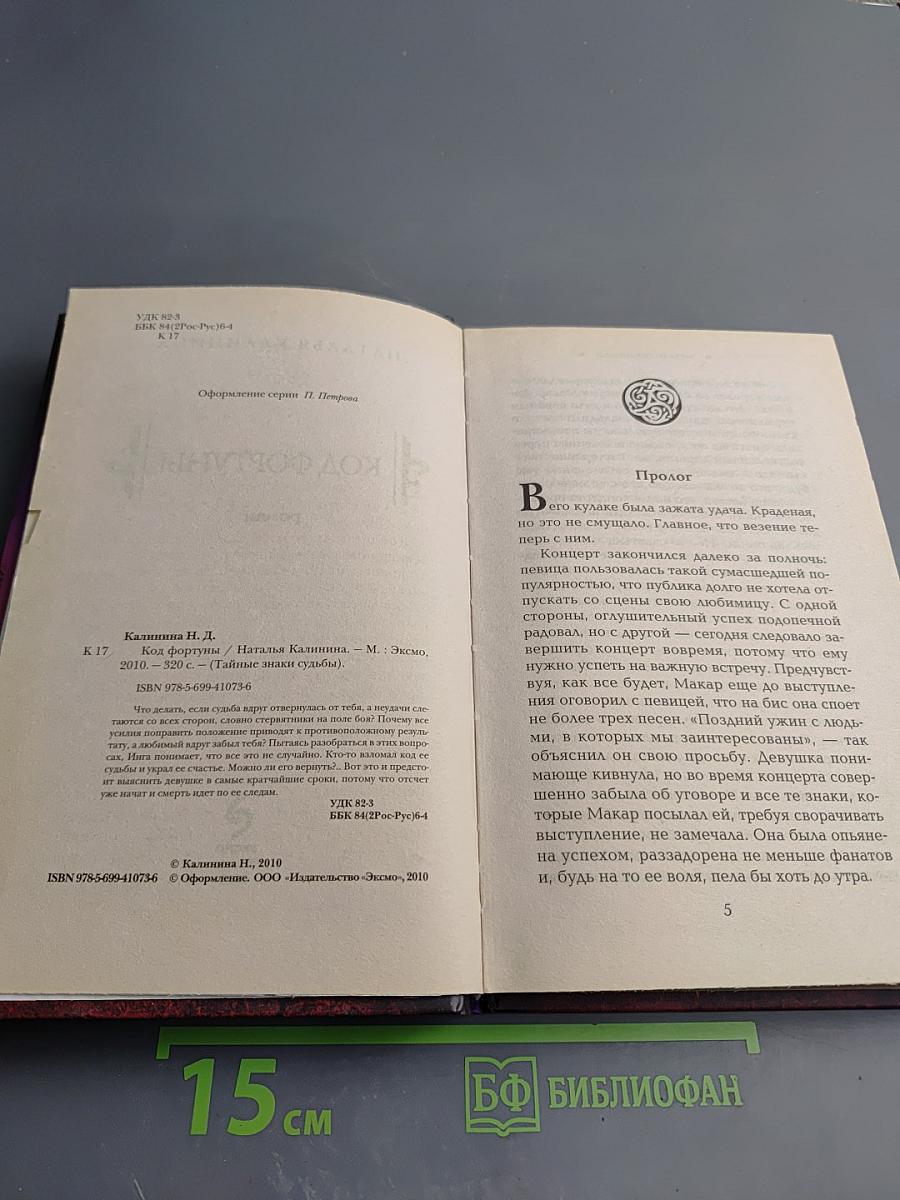 УДК 82-3
ББК 84(2Рос-Рус)6-4
К 17
Оформление серии П. Петрова
КОД ФОРТУНЫ
роман
Калинина Н. Д.
К 17 Код фортуны / Наталья Калинина. — М. : Эксмо,
2010. — 320 с. — (Тайные знаки судьбы).
ISBN 978-5-699-41073-6
Что делать, если судьба вдруг отвернулась от тебя, а неудачи сле-
таются со всех сторон, словно стервятники на поле боя? Почему все
усилия поправить положение приводят к противоположному резуль-
тату, а любимый вдруг забыл тебя? Пытаясь разобраться в этих вопро-
сах, Инга понимает, что все это не случайно. Кто-то взломал код ее
судьбы и украл ее счастье. Можно ли его вернуть?.. Вот это и предсто-
ит выяснить девушке в самые кратчайшие сроки, потому что отсчет
уже начат и смерть идет по ее следам.
УДК 82-3
ББК 84(2Рос-Рус)6-4
© Калинина Н., 2010
ISBN 978-5-699-41073-6 © Оформление. ООО «Издательство «Эксмо», 2010
Пролог
В его кулаке была зажата удача. Краденая,
но это не смущало. Главное, что везение те-
перь с ним.
Концерт закончился далеко за полночь:
певица пользовалась такой сумасшедшей по-
пулярностью, что публика долго не хотела от-
пускать со сцены свою любимицу. С одной
стороны, оглушительный успех подопечной
радовал, но с другой — сегодня следовало за-
вершить концерт вовремя, потому что ему
нужно успеть на важную встречу. Предчувст-
вуя, как все будет, Макар еще до выступле-
ния оговорил с певицей, что на бис она споет
не более трех песен. «Поздний ужин с людь-
ми, в которых мы заинтересованы», — так
объяснил он свою просьбу. Девушка пони-
мающе кивнула, но во время концерта совер-
шенно забыла об уговоре и все те знаки, ко-
торые Макар посылал ей, требуя сворачивать
выступление, не замечала. Она была опьяне-
на успехом, раззадорена не меньше фанатов
и, будь на то ее воля, пела бы хоть до утра.
5
15 см
БФ БИБЛИОФАН